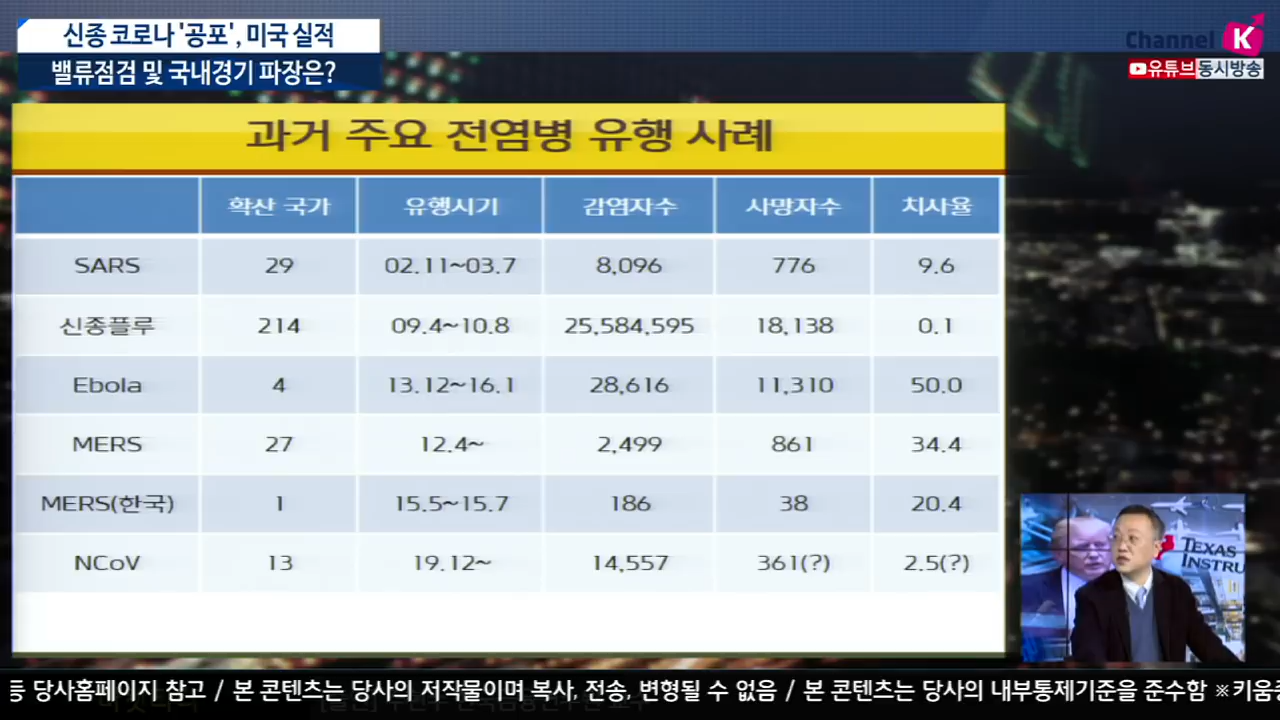 신종 코로나 '공포', 미국 실적
밸류점검 및 국내경기 파장은?
Channel K
유튜브 동시방송
과거 주요 전염병 유행 사례
확산 국가 유행시기 감염자수 사망자수 치사율
SARS 29 02.11~03.7 8,096 776 9.6
신종플루 214 09.4~10.8 25,584,595 18,138 0.1
Ebola 4 13.12~16.1 28,616 11,310 50.0
MERS 27 12.4~ 2,499 861 34.4
MERS(한국) 1 15.5~15.7 186 38 20.4
NCoV 13 19.12~ 14,557 361(?) 2.5(?)
TEXAS
INSTRU
등 당사홈페이지 참고 / 본 콘텐츠는 당사의 저작물이며 복사, 전송, 변형될 수 없음 / 본 콘텐츠는 당사의 내부통제기준을 준수함 ※키움증